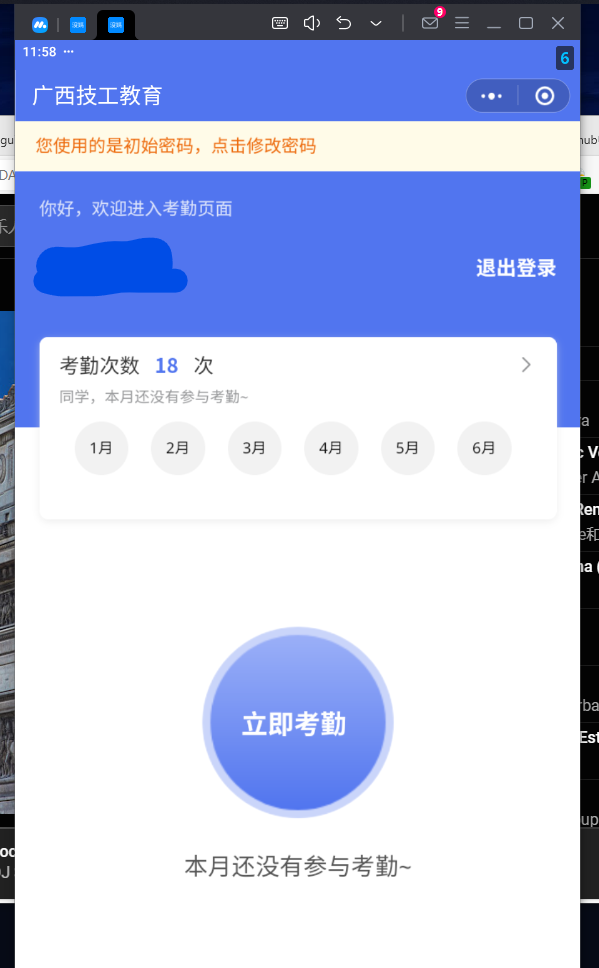 9
11:58 ···
6
广西技工教育
您使用的是初始密码，点击修改密码
你好，欢迎进入考勤页面
退出登录
考勤次数 18 次
同学，本月还没有参与考勤~
1月 2月 3月 4月 5月 6月
立即考勤
本月还没有参与考勤~